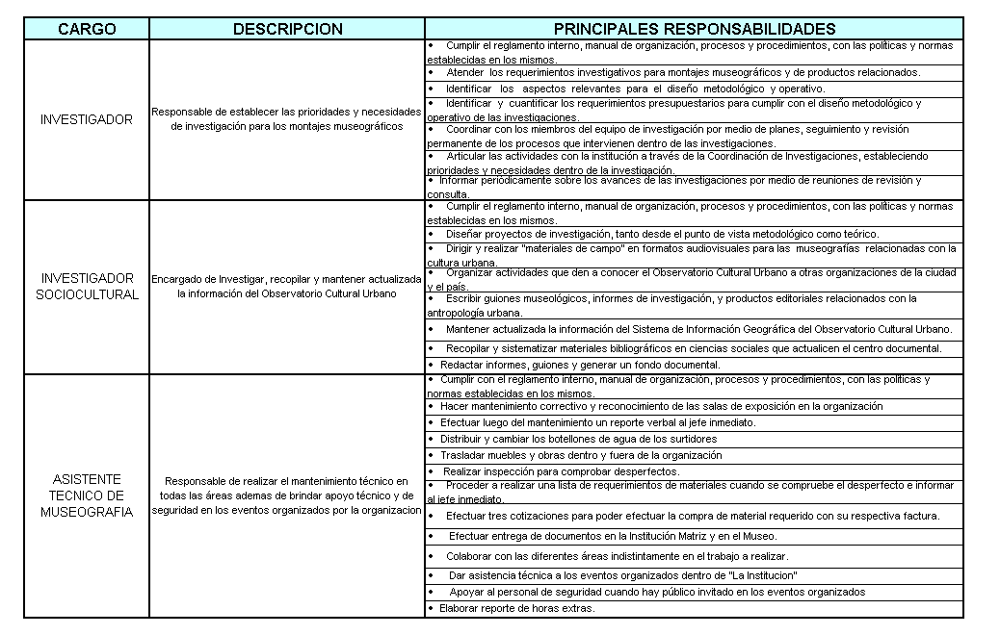 CARGO DESCRIPCION PRINCIPALES RESPONSABILIDADES
INVESTIGADOR
Responsable de establecer las prioridades y necesidades
de investigación para los montajes museográficos
• Cumplir el reglamento interno, manual de organización, procesos y procedimientos, con las políticas y normas
establecidas en los mismos.
• Atender los requerimientos investigativos para montajes museográficos y de productos relacionados.
• Identificar los aspectos relevantes para el diseño metodológico y operativo.
• Identificar y cuantificar los requerimientos presupuestarios para cumplir con el diseño metodológico y
operativo de las investigaciones.
• Coordinar con los miembros del equipo de investigación por medio de planes, seguimiento y revisión
permanente de los procesos que intervienen dentro de las investigaciones.
• Articular las actividades con la institución a través de la Coordinación de Investigaciones, estableciendo
prioridades y necesidades dentro de la investigación.
• Informar periódicamente sobre los avances de las investigaciones por medio de reuniones de revisión y
consulta.
INVESTIGADOR
SOCIOCULTURAL
Encargado de Investigar, recopilar y mantener actualizada
la información del Observatorio Cultural Urbano
• Cumplir el reglamento interno, manual de organización, procesos y procedimientos, con las políticas y normas
establecidas en los mismos.
• Diseñar proyectos de investigación, tanto desde el punto de vista metodológico como teórico.
• Dirigir y realizar "materiales de campo" en formatos audiovisuales para las museografías relacionadas con la
cultura urbana.
• Organizar actividades que den a conocer el Observatorio Cultural Urbano a otras organizaciones de la ciudad
y el país.
• Escribir guiones museológicos, informes de investigación, y productos editoriales relacionados con la
antropología urbana.
• Mantener actualizada la información del Sistema de Información Geográfica del Observatorio Cultural Urbano.
• Recopilar y sistematizar materiales bibliográficos en ciencias sociales que actualicen el centro documental.
• Redactar informes, guiones y generar un fondo documental.
ASISTENTE
TECNICO DE
MUSEOGRAFIA
Responsable de realizar el mantenimiento técnico en
todas las áreas ademas de brindar apoyo técnico y de
seguridad en los eventos organizados por la organizacion
• Cumplir con el reglamento interno, manual de organización, procesos y procedimientos, con las políticas y
normas establecidas en los mismos.
• Hacer mantenimiento correctivo y reconocimiento de las salas de exposición en la organización
• Efectuar luego del mantenimiento un reporte verbal al jefe inmediato.
• Distribuir y cambiar los botellones de agua de los surtidores
• Trasladar muebles y obras dentro y fuera de la organización
• Realizar inspección para comprobar desperfectos.
• Proceder a realizar una lista de requerimientos de materiales cuando se compruebe el desperfecto e informar
al jefe inmediato.
• Efectuar tres cotizaciones para poder efectuar la compra de material requerido con su respectiva factura.
• Efectuar entrega de documentos en la Institución Matriz y en el Museo.
• Colaborar con las diferentes áreas indistintamente en el trabajo a realizar.
• Dar asistencia técnica a los eventos organizados dentro de "La Institucion"
• Apoyar al personal de seguridad cuando hay público invitado en los eventos organizados
• Elaborar reporte de horas extras.